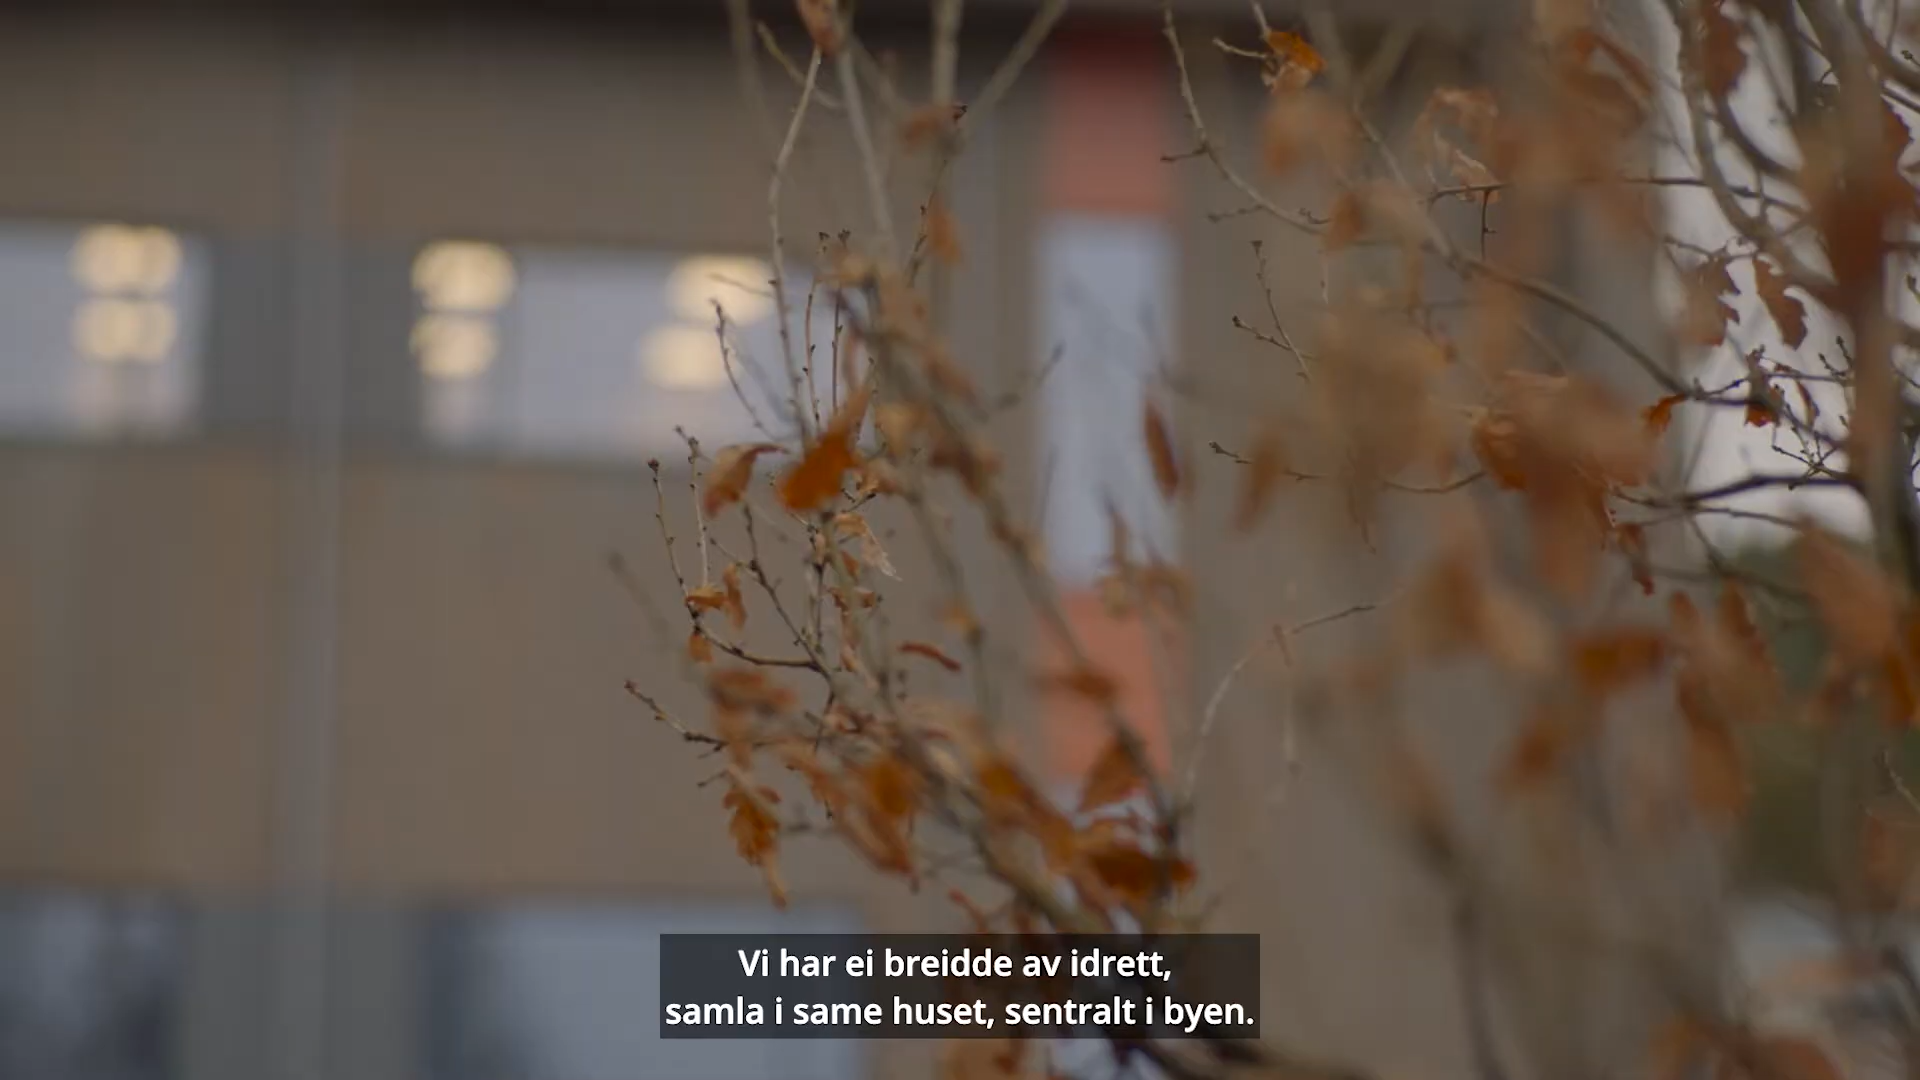 Vi har ei breidde av idrett,
samla i same huset, sentralt i byen.